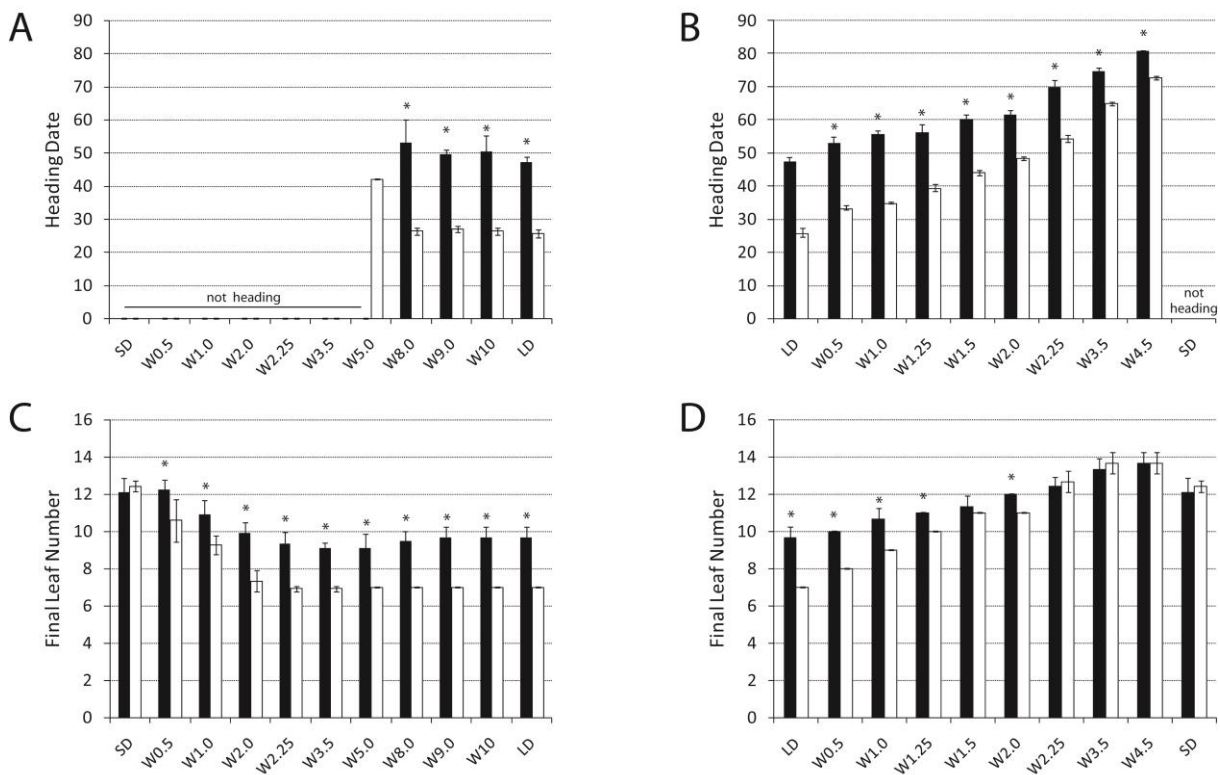 A
Heading Date
90
80
70
60
50
40
30
20
10
0
not heading
* * * *
SD W0.5 W1.0 W2.0 W2.25 W3.5 W5.0 W8.0 W9.0 W10 LD
B
Heading Date
90
80
70
60
50
40
30
20
10
0
* * * * * * * *
not
heading
LD W0.5 W1.0 W1.25 W1.5 W2.0 W2.25 W3.5 W4.5 SD
C
Final Leaf Number
16
14
12
10
8
6
4
2
0
* * * * * * * * * *
SD W0.5 W1.0 W2.0 W2.25 W3.5 W5.0 W8.0 W9.0 W10 LD
D
Final Leaf Number
16
14
12
10
8
6
4
2
0
* * * * *
LD W0.5 W1.0 W1.25 W1.5 W2.0 W2.25 W3.5 W4.5 SD